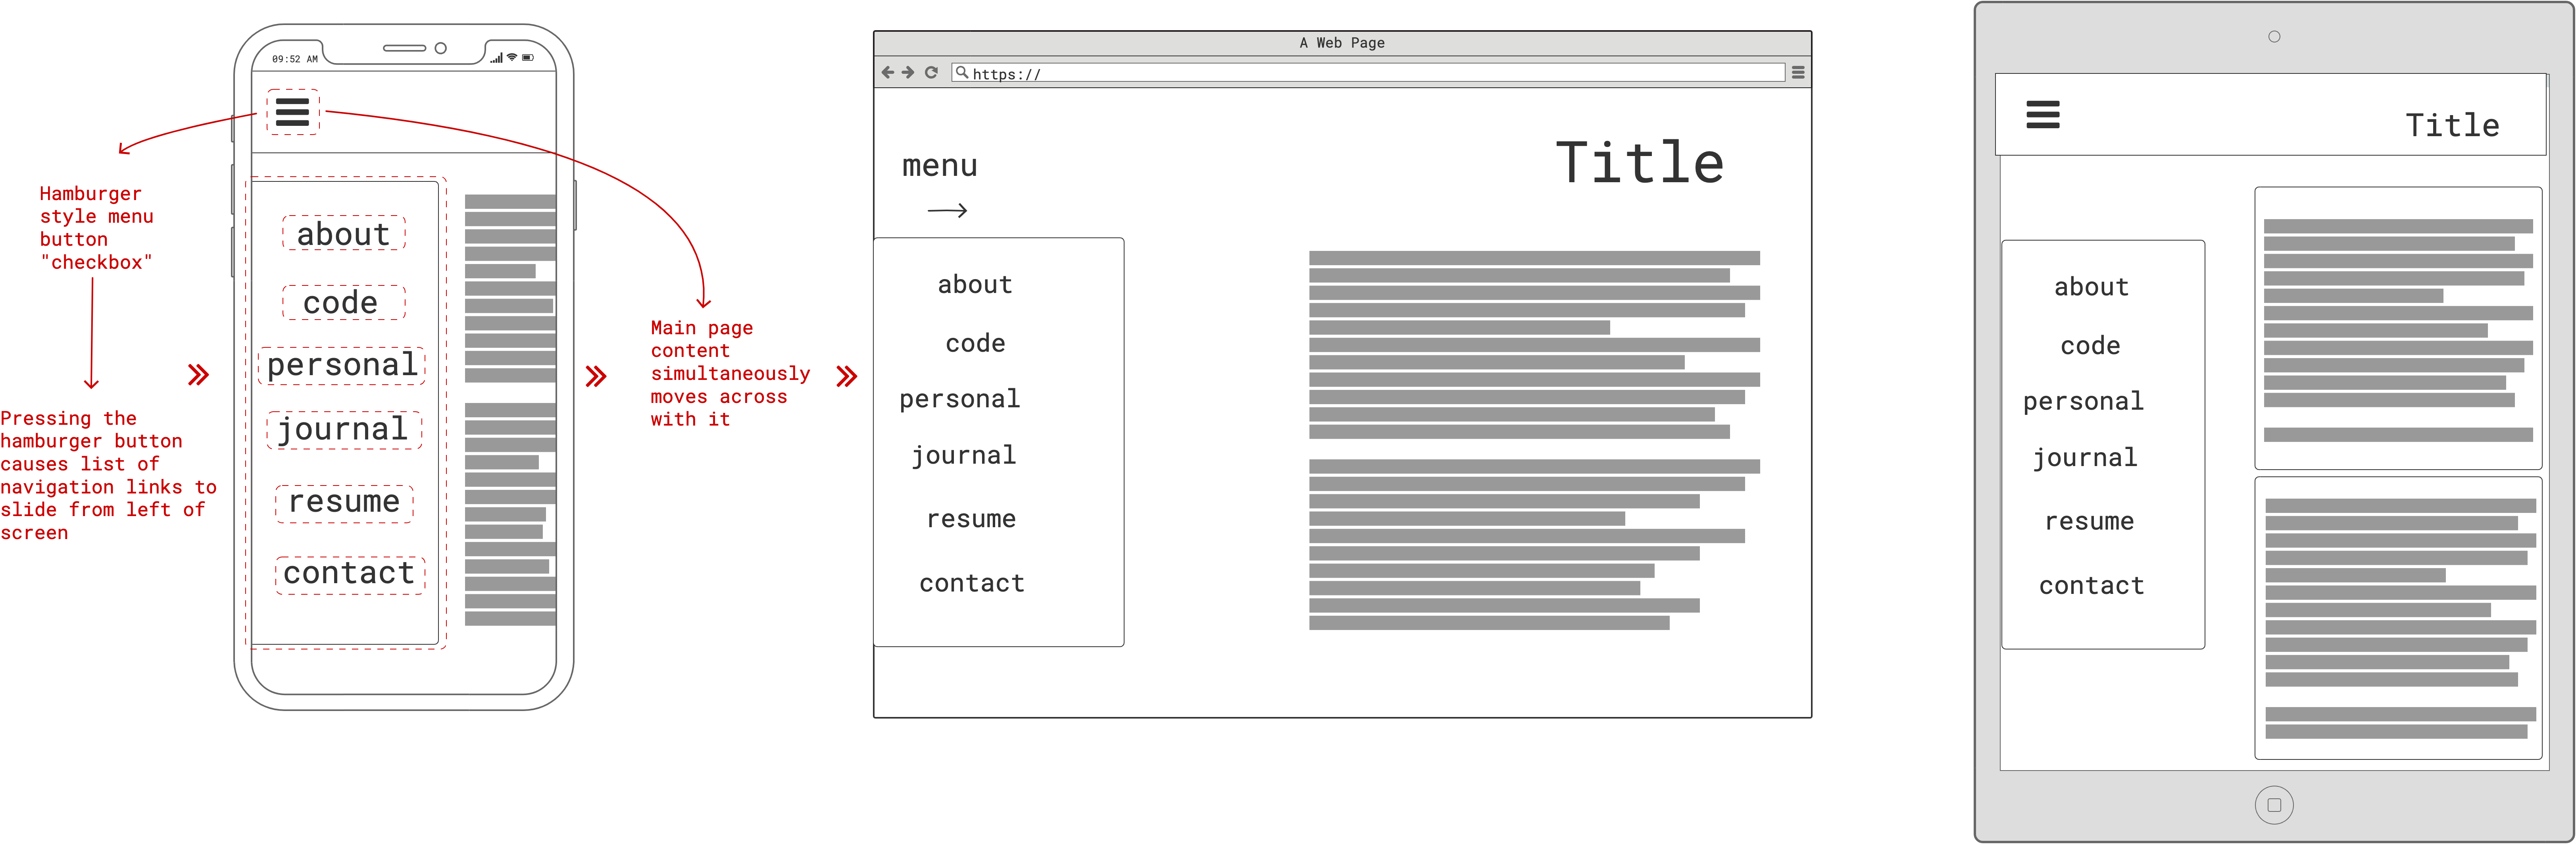 09:52 AM
Hamburger
style menu
button
"checkbox"
Pressing the
hamburger button
causes list of
navigation links to
slide from left of
screen
about
code
personal
journal
resume
contact
Main page
content
simultaneously
moves across
with it
A Web Page
https://
menu
Title
about
code
personal
journal
resume
contact
Title
about
code
personal
journal
resume
contact